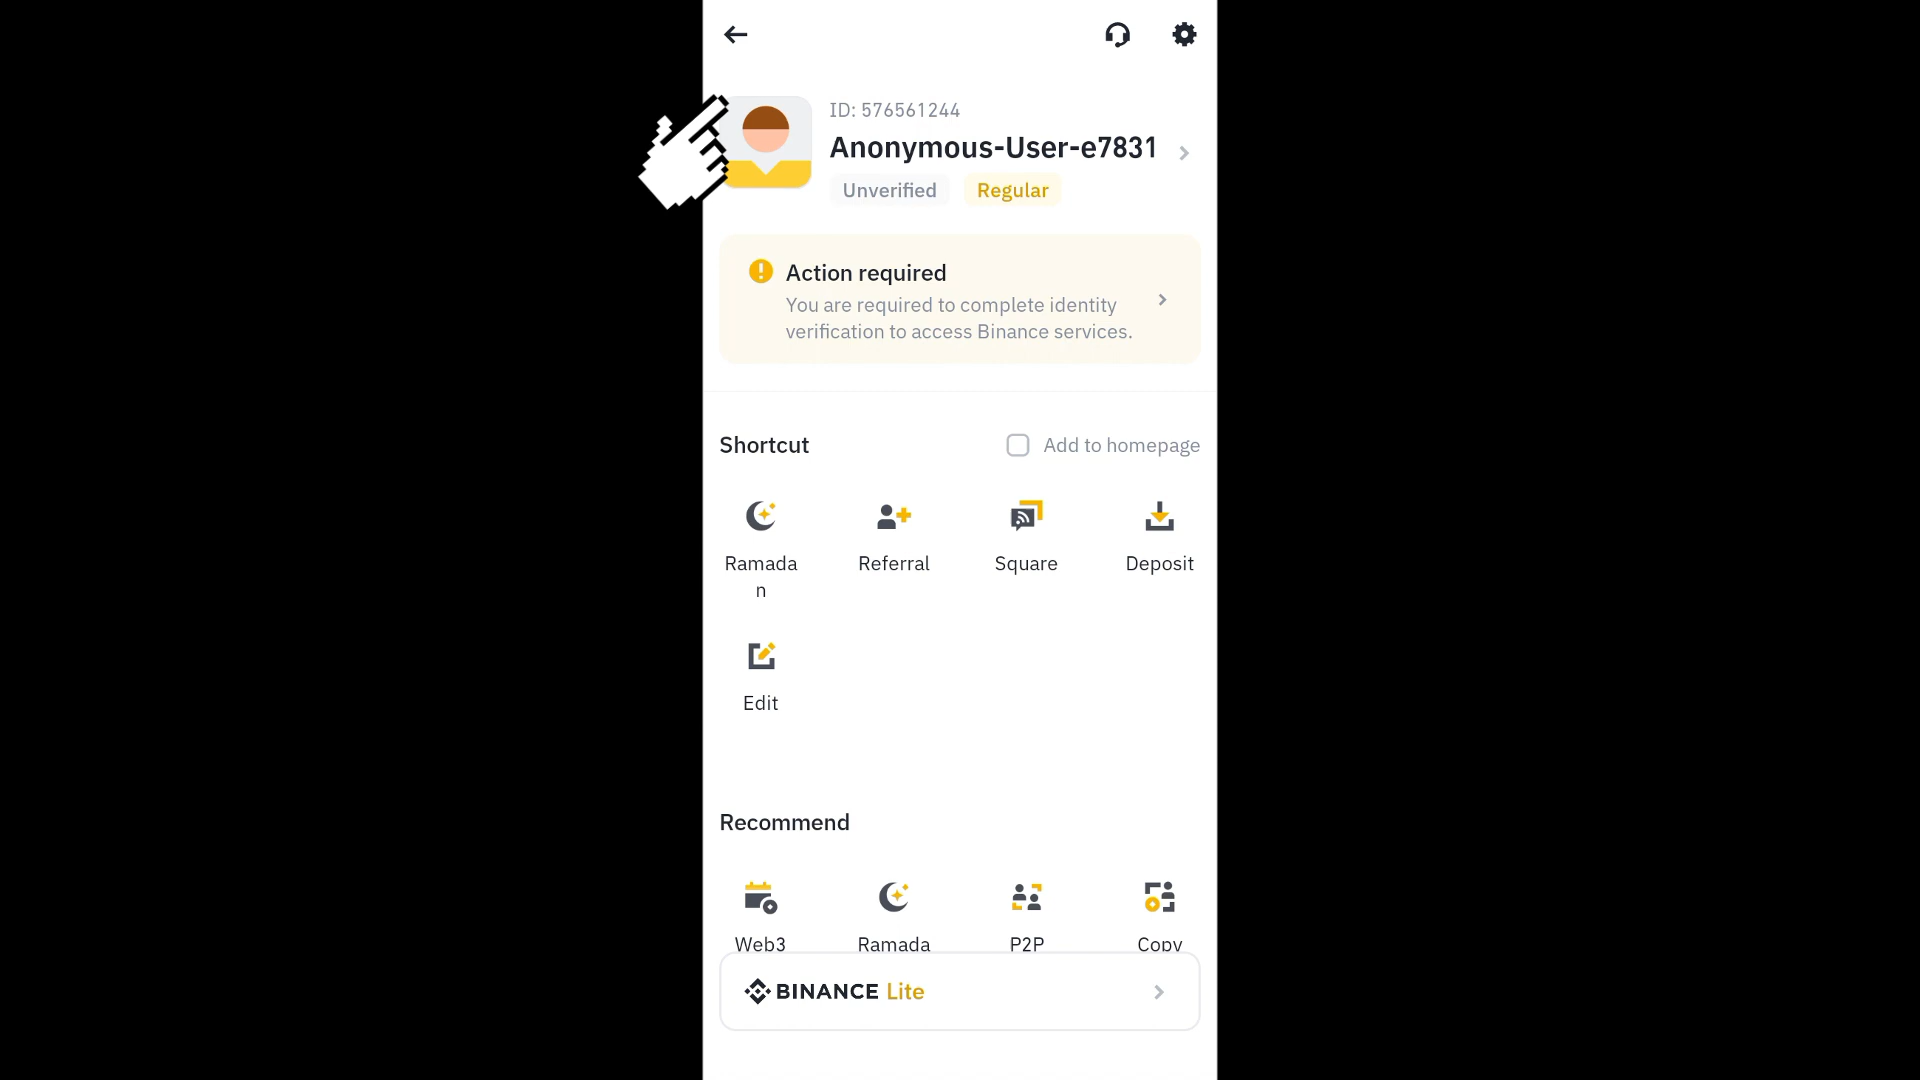 ID: 576561244
Anonymous-User-e7831
Unverified Regular
Action required
You are required to complete identity
verification to access Binance services.
Shortcut Add to homepage
Ramada
n
Referral
Square
Deposit
Edit
Recommend
Web3 Ramada P2P Copy
BINANCE Lite